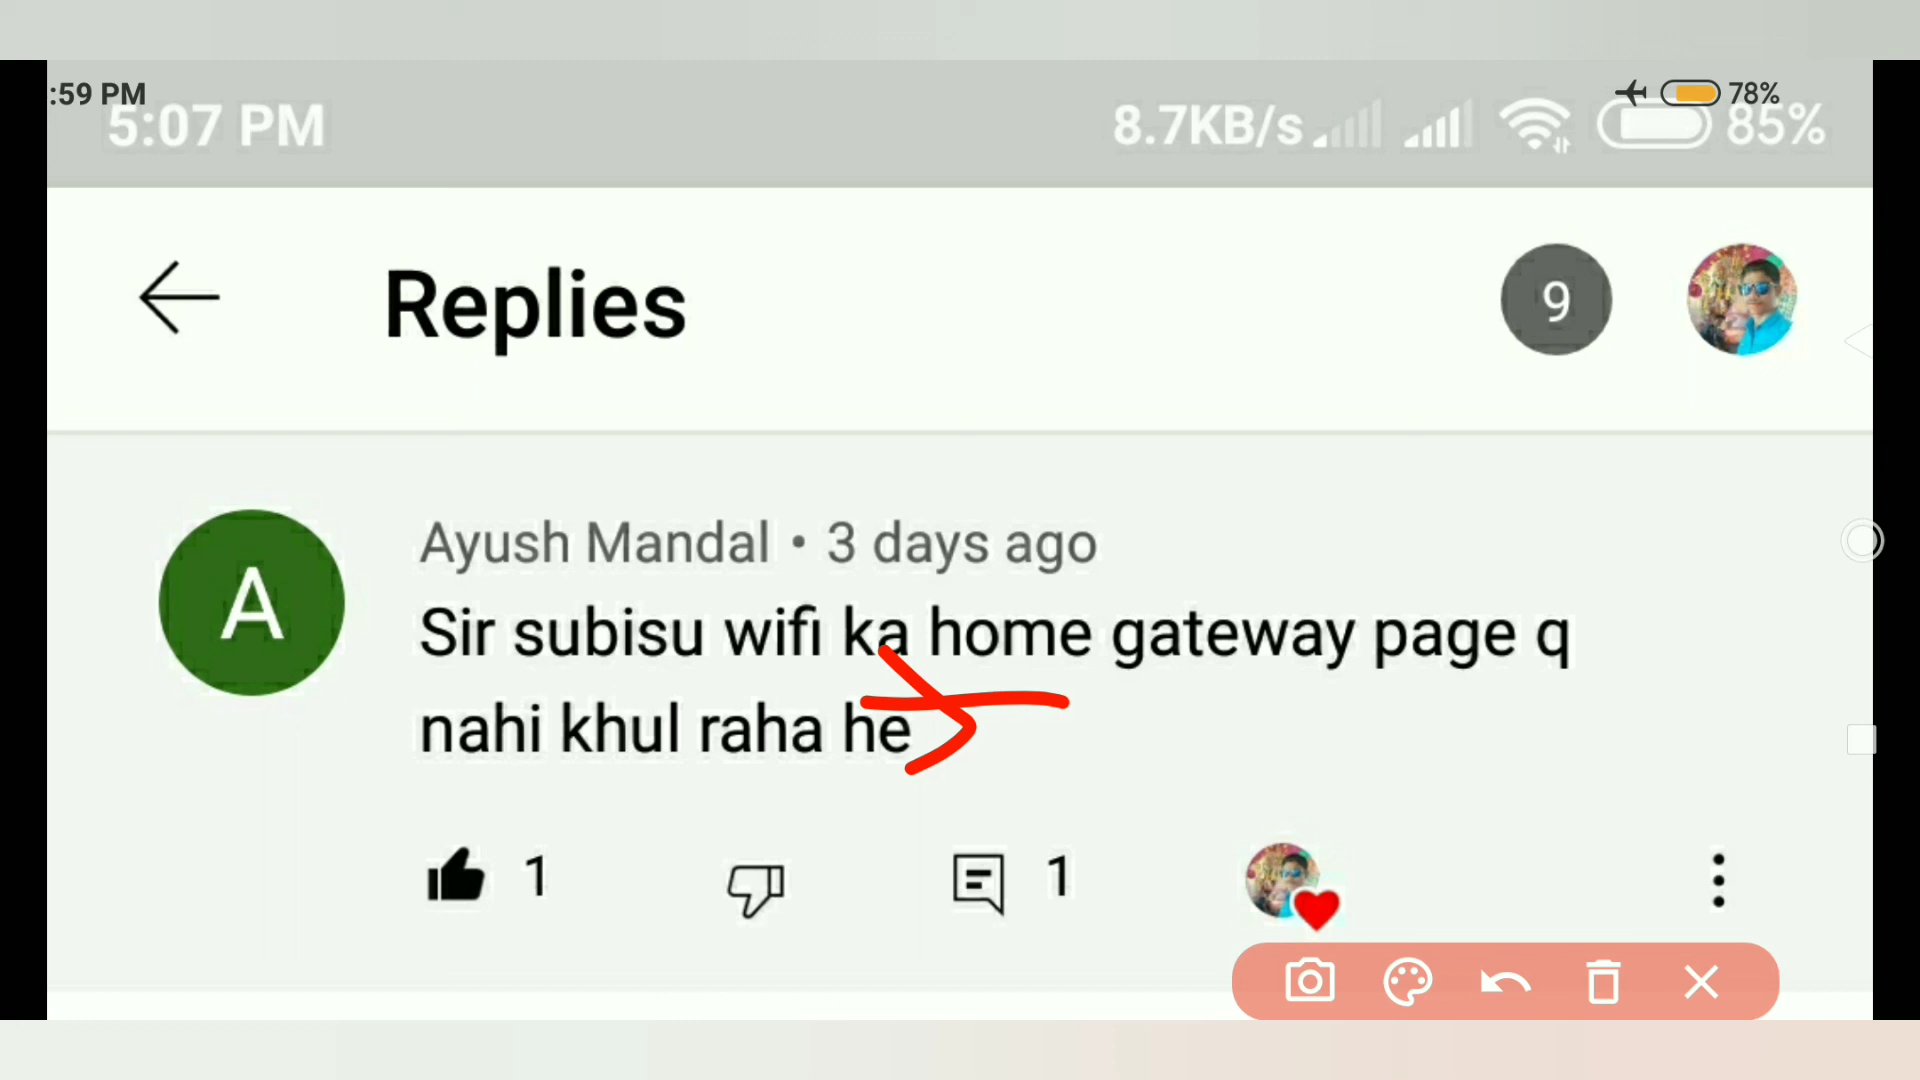 :59 PM
78%
5:07 PM
8.7KB/s
85%
Replies
9
A
Ayush Mandal • 3 days ago
Sir subisu wifi ka home gateway page q
nahi khul raha he
1
1